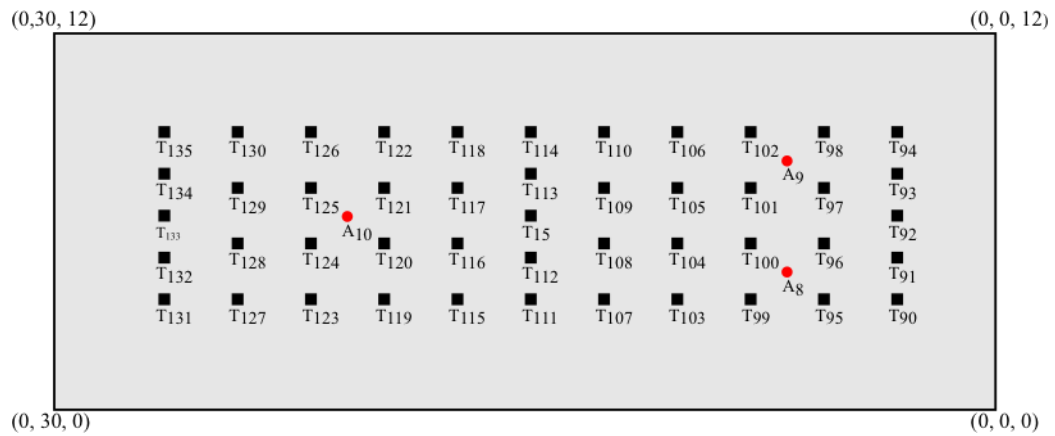 (0,30, 12) (0, 0, 12)
T135 T130 T126 T122 T118 T114 T110 T106 T102 T98 T94
A9
T134 T113 T93
T129 T125 T121 T117 T109 T105 T101 T97
T133 A10 T15 T92
T128 T124 T120 T116 T108 T104 T100 T96
T132 T112 T91
A8
T131 T127 T123 T119 T115 T111 T107 T103 T99 T95 T90
(0, 30, 0) (0, 0, 0)